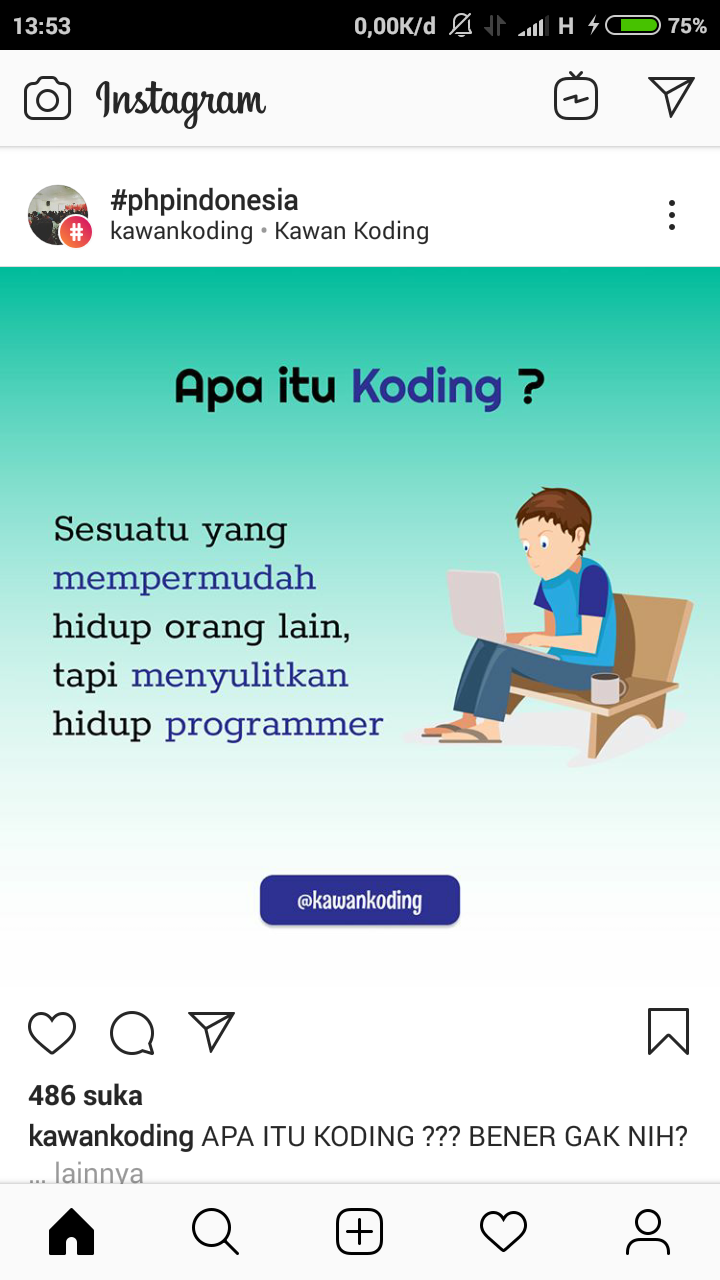 13:53 0,00K/d H 75%
Instagram
#phpindonesia
#
kawankoding • Kawan Koding
Apa itu Koding ?
Sesuatu yang
mempermudah
hidup orang lain,
tapi menyulitkan
hidup programmer
@kawankoding
486 suka
kawankoding APA ITU KODING ??? BENER GAK NIH?
... lainnya